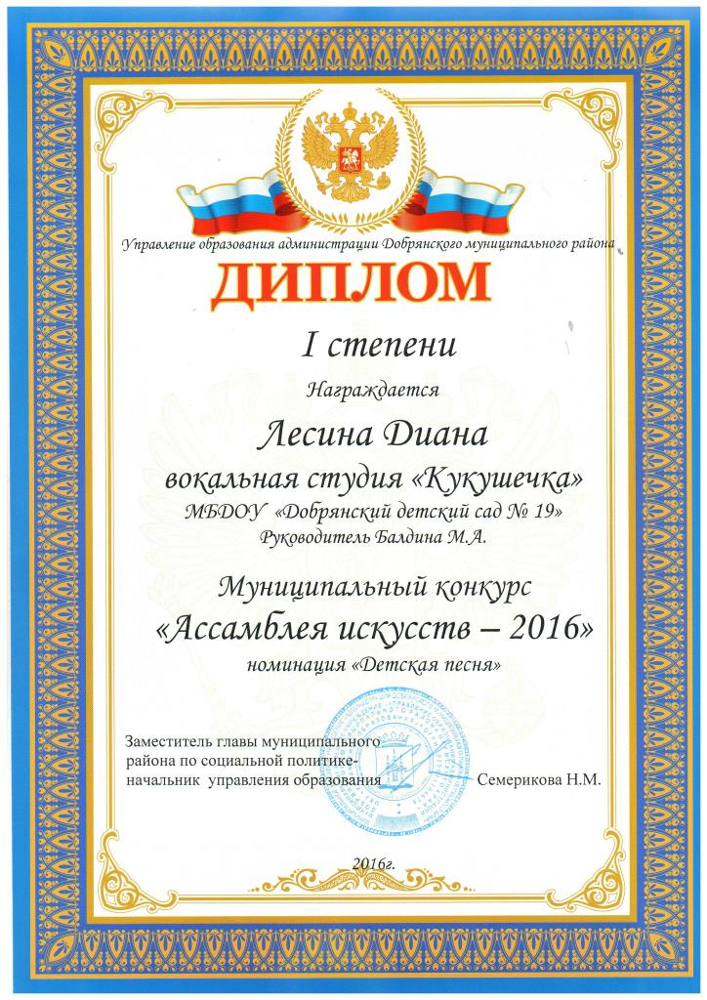 Управление образования администрации Добрянского муниципального района
ДИПЛОМ
I степени
Награждается
Лесина Диана
вокальная студия «Кукушечка»
МБДОУ «Добрянский детский сад № 19»
Руководитель Балдина М.А.
Муниципальный конкурс
«Ассамблея искусств – 2016»
номинация «Детская песня»
Заместитель главы муниципального
района по социальной политике-
начальник управления образования
Семерикова Н.М.
2016г.